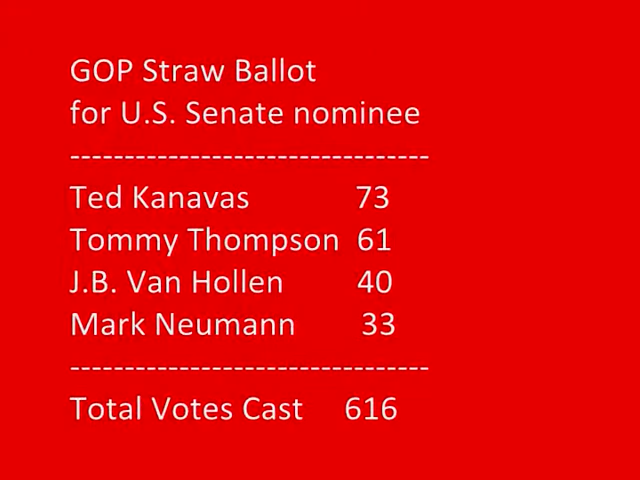 GOP Straw Ballot
for U.S. Senate nominee
---------------------------------
Ted Kanavas 73
Tommy Thompson 61
J.B. Van Hollen 40
Mark Neumann 33
---------------------------------
Total Votes Cast 616